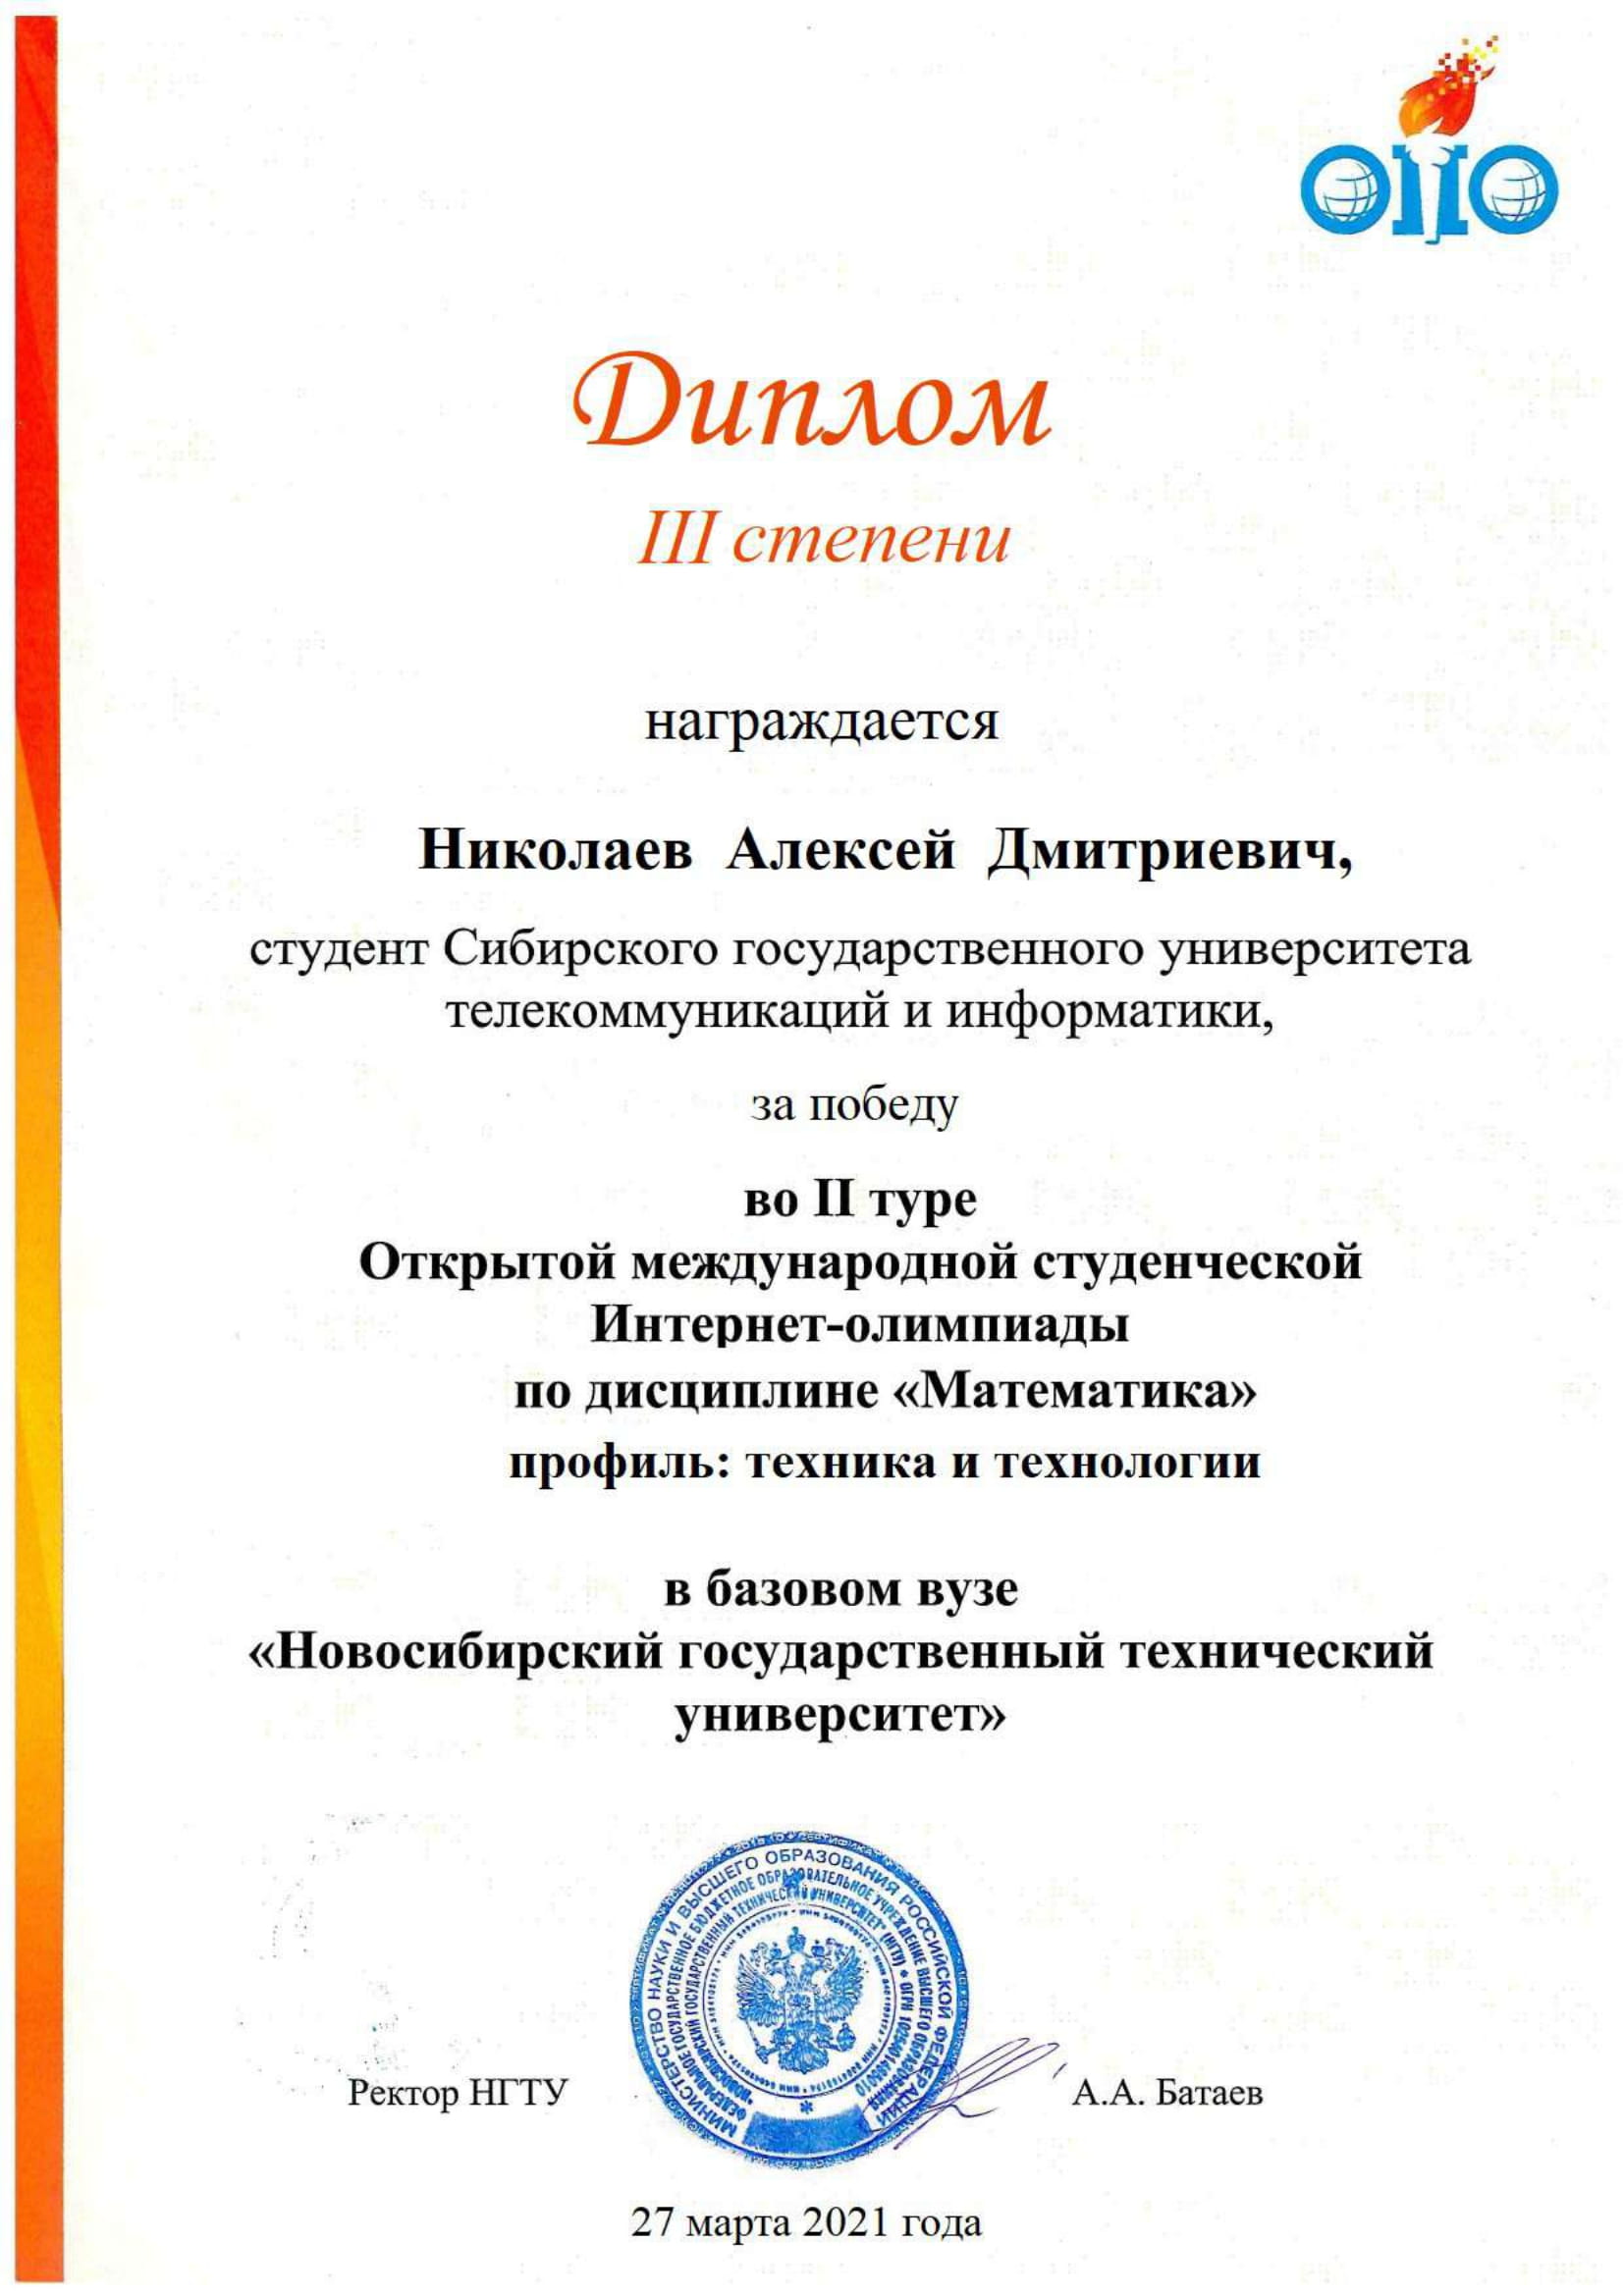 ОПО
Диплом
III степени
награждается
Николаев Алексей Дмитриевич,
студент Сибирского государственного университета
телекоммуникаций и информатики,
за победу
во II туре
Открытой международной студенческой
Интернет-олимпиады
по дисциплине «Математика»
профиль: техника и технологии
в базовом вузе
«Новосибирский государственный технический
университет»
МИНИСТЕРСТВО НАУКИ И ВЫСШЕГО ОБРАЗОВАНИЯ РОССИЙСКОЙ ФЕДЕРАЦИИ
ФЕДЕРАЛЬНОЕ ГОСУДАРСТВЕННОЕ БЮДЖЕТНОЕ ОБРАЗОВАТЕЛЬНОЕ УЧРЕЖДЕНИЕ ВЫСШЕГО ОБРАЗОВАНИЯ
"НОВОСИБИРСКИЙ ГОСУДАРСТВЕННЫЙ ТЕХНИЧЕСКИЙ УНИВЕРСИТЕТ" (НГТУ) ОГРН
Ректор НГТУ
А.А. Батаев
27 марта 2021 года